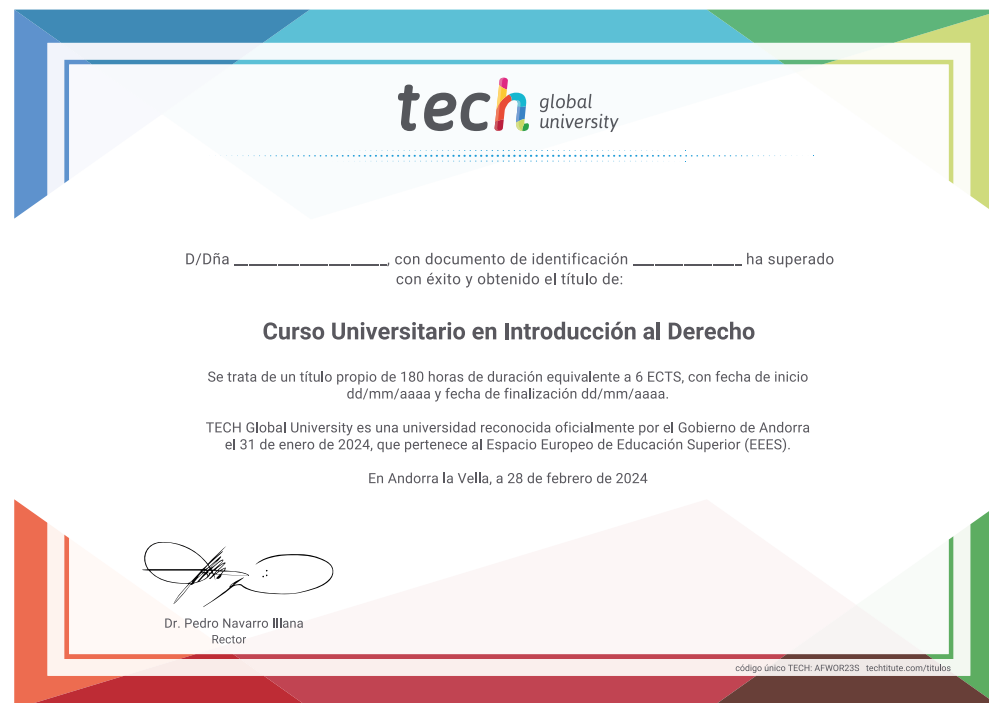 tech global university
D/Dña ____________________, con documento de identificación ______________ ha superado
con éxito y obtenido el título de:
Curso Universitario en Introducción al Derecho
Se trata de un título propio de 180 horas de duración equivalente a 6 ECTS, con fecha de inicio
dd/mm/aaaa y fecha de finalización dd/mm/aaaa.
TECH Global University es una universidad reconocida oficialmente por el Gobierno de Andorra
el 31 de enero de 2024, que pertenece al Espacio Europeo de Educación Superior (EEES).
En Andorra la Vella, a 28 de febrero de 2024
Dr. Pedro Navarro Illana
Rector
código único TECH: AFWOR23S techtitute.com/titulos